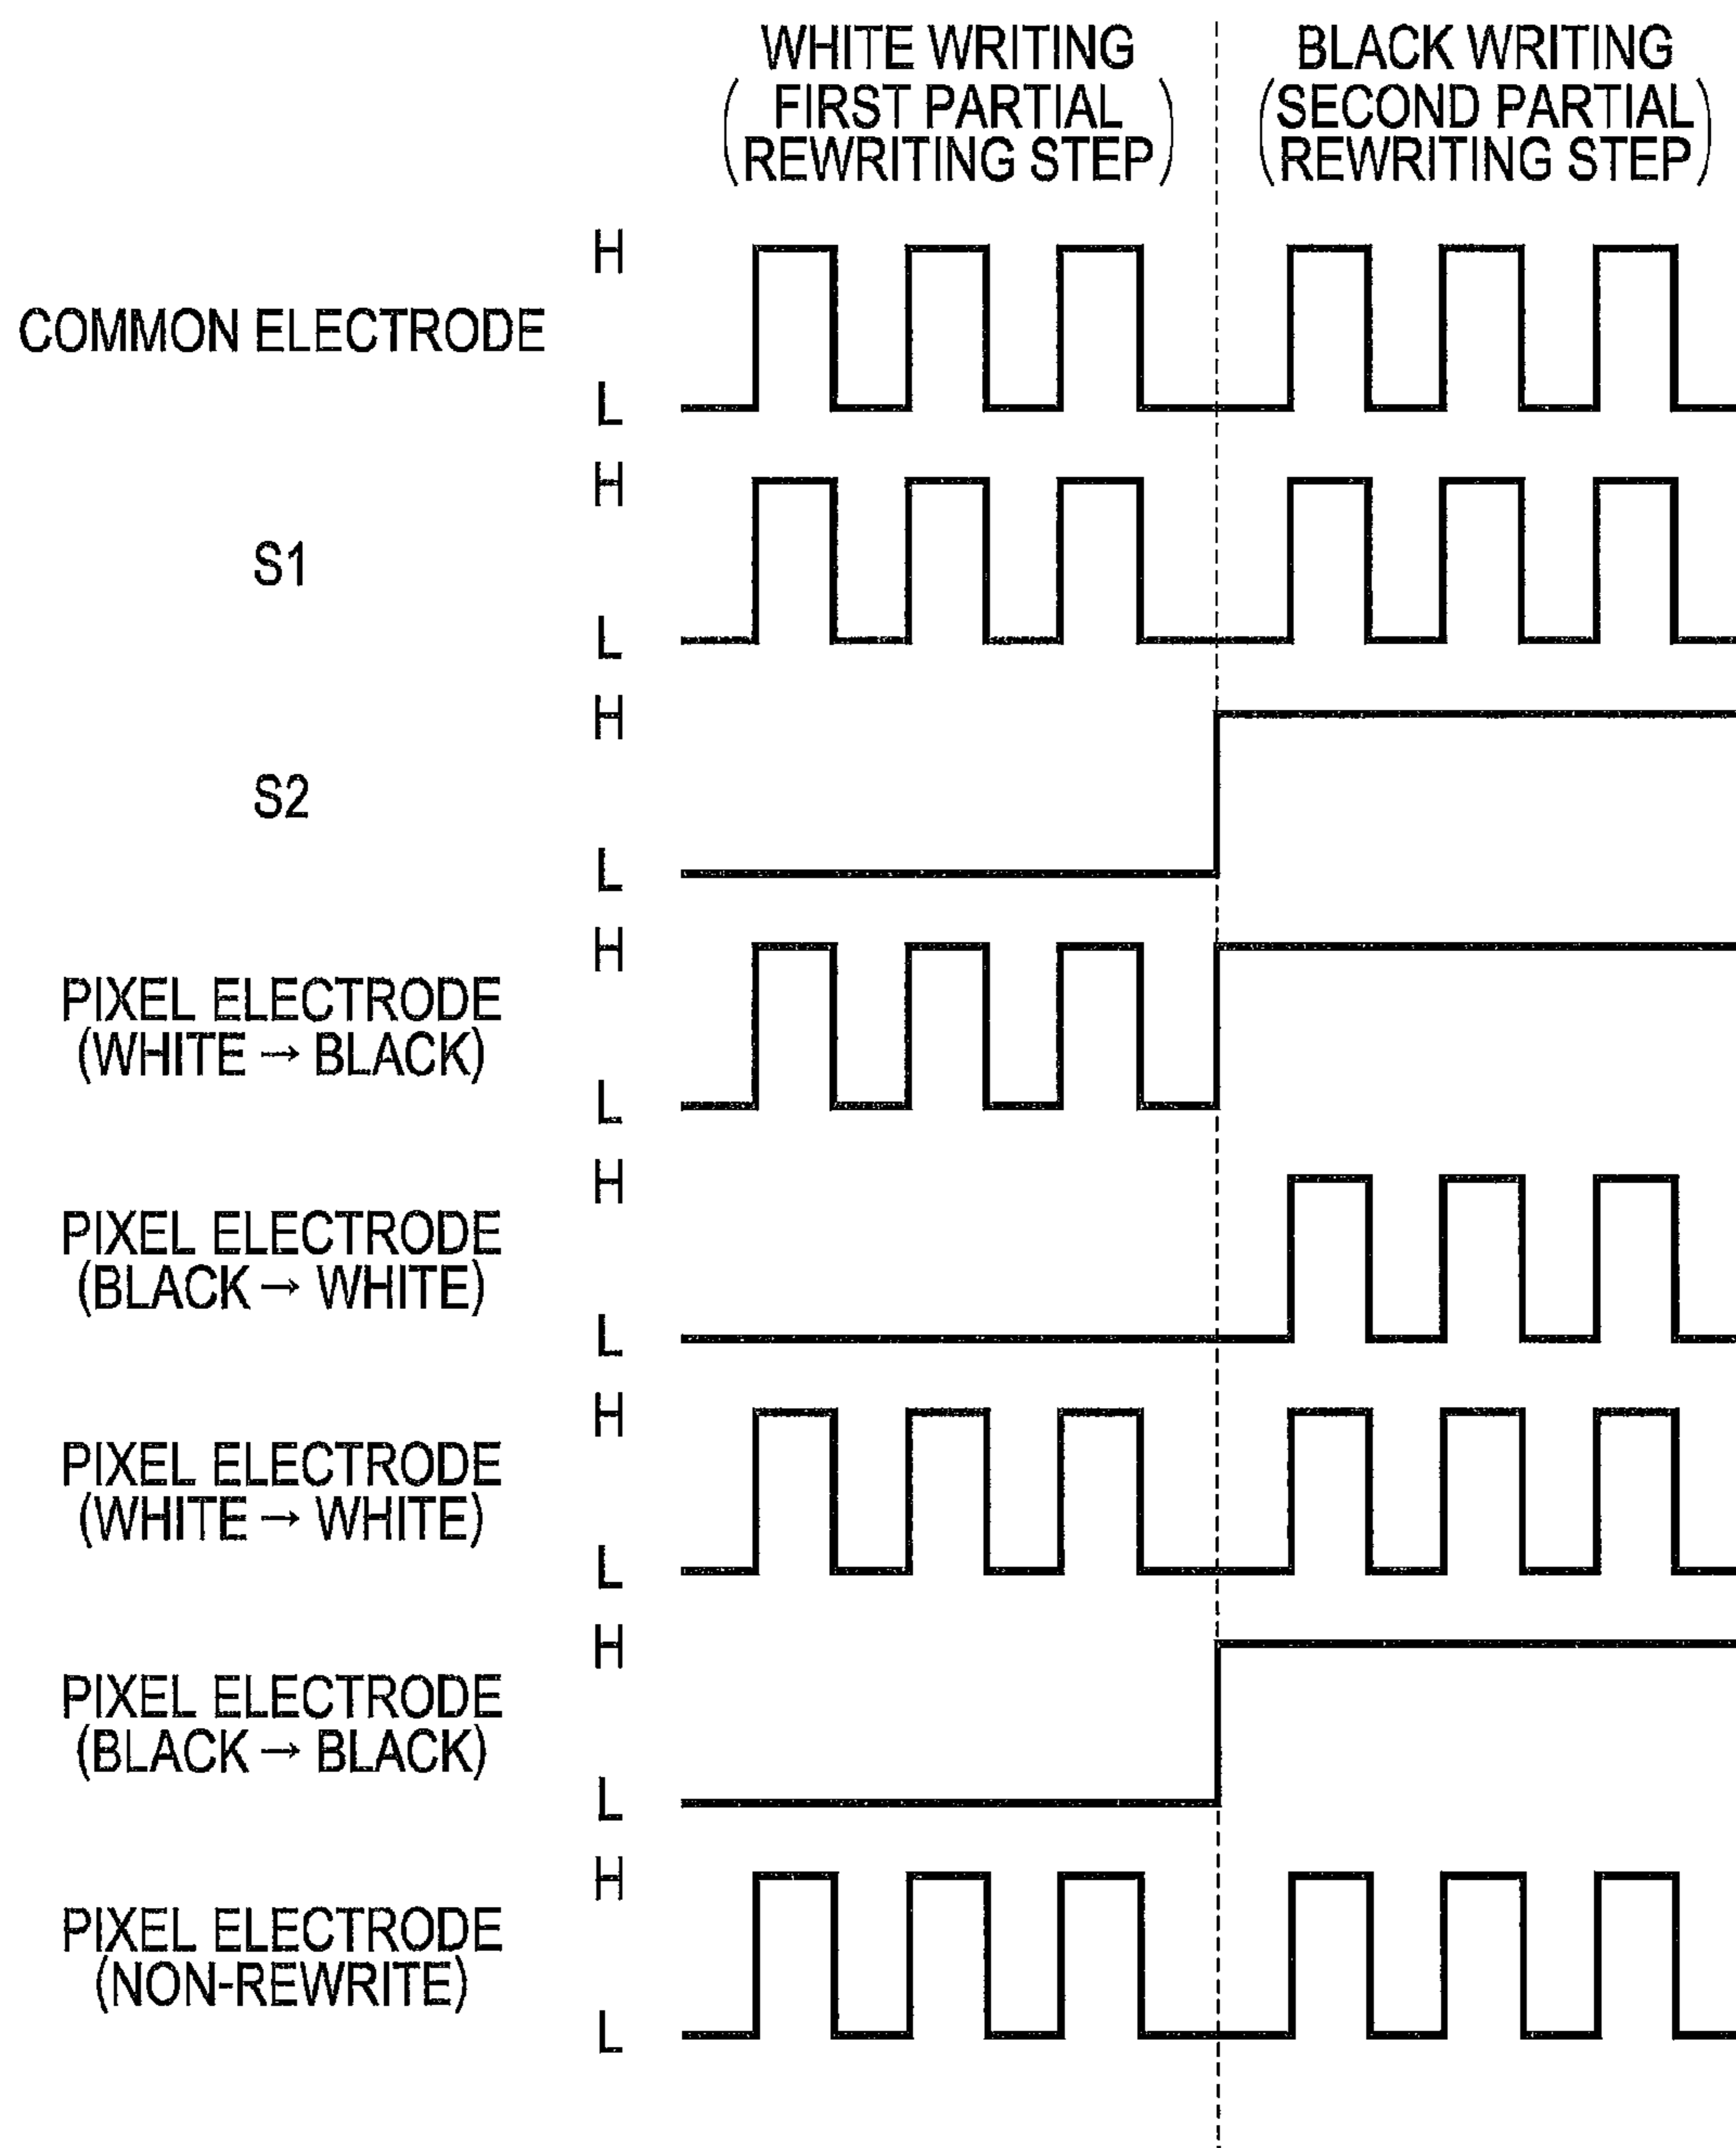 WHITE WRITING
(FIRST PARTIAL
REWRITING STEP)
BLACK WRITING
(SECOND PARTIAL
REWRITING STEP)
H
COMMON ELECTRODE
L
H
S1
L
H
S2
L
H
PIXEL ELECTRODE
(WHITE → BLACK)
L
H
PIXEL ELECTRODE
(BLACK → WHITE)
L
H
PIXEL ELECTRODE
(WHITE → WHITE)
L
H
PIXEL ELECTRODE
(BLACK → BLACK)
L
H
PIXEL ELECTRODE
(NON-REWRITE)
L